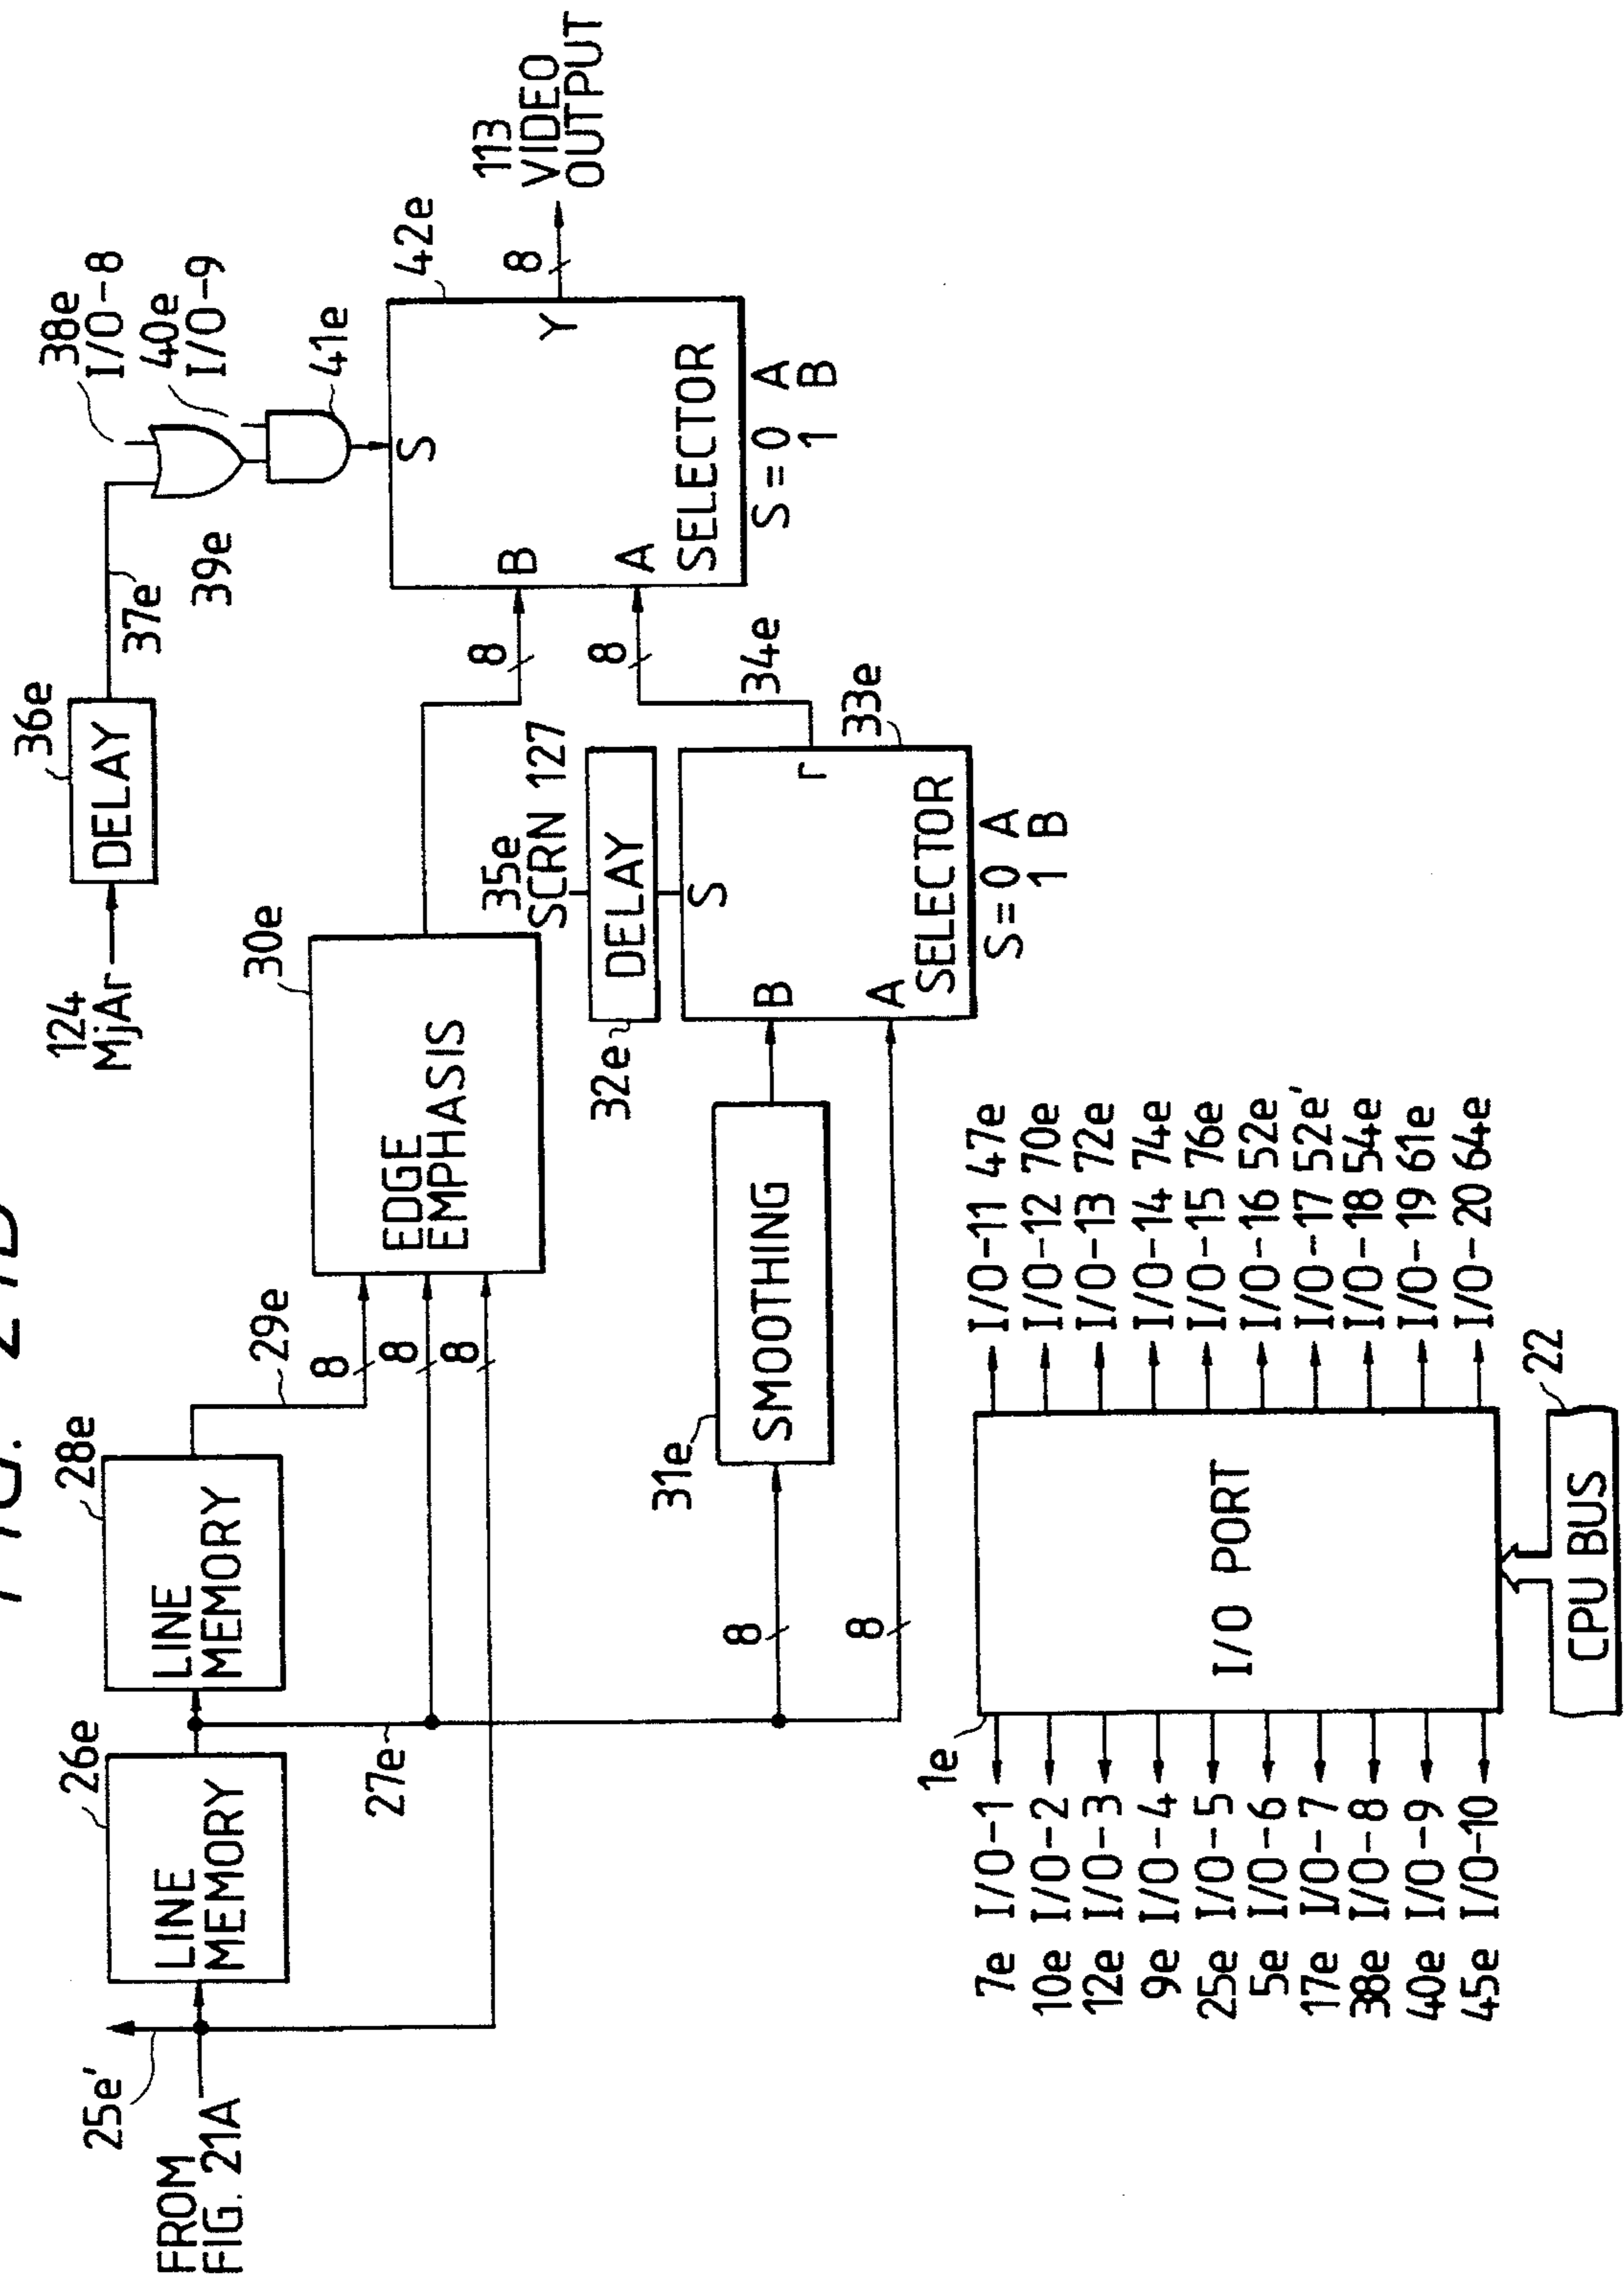 FIG. 21B
FROM
FIG. 21A
25e'
26e
LINE
MEMORY
27e
28e
LINE
MEMORY
29e
8
8
8
30e
EDGE
EMPHASIS
124
MjAr
36e
DELAY
37e
38e
I/O-8
39e
40e
I/O-9
41e
42e
S
B
A
Y
SELECTOR
S = 0 A
1 B
8
8
8
113
VIDEO
OUTPUT
35e
SCRN 127
DELAY
32e
S
B
A
SELECTOR
S = 0 A
1 B
33e
34e
31e
SMOOTHING
8
8
1e
I/O PORT
7e I/O-1
10e I/O-2
12e I/O-3
9e I/O-4
25e I/O-5
5e I/O-6
17e I/O-7
38e I/O-8
40e I/O-9
45e I/O-10
I/O-11 47e
I/O-12 70e
I/O-13 72e
I/O-14 74e
I/O-15 76e
I/O-16 52e
I/O-17 52e'
I/O-18 54e
I/O-19 61e
I/O-20 64e
22
CPU BUS